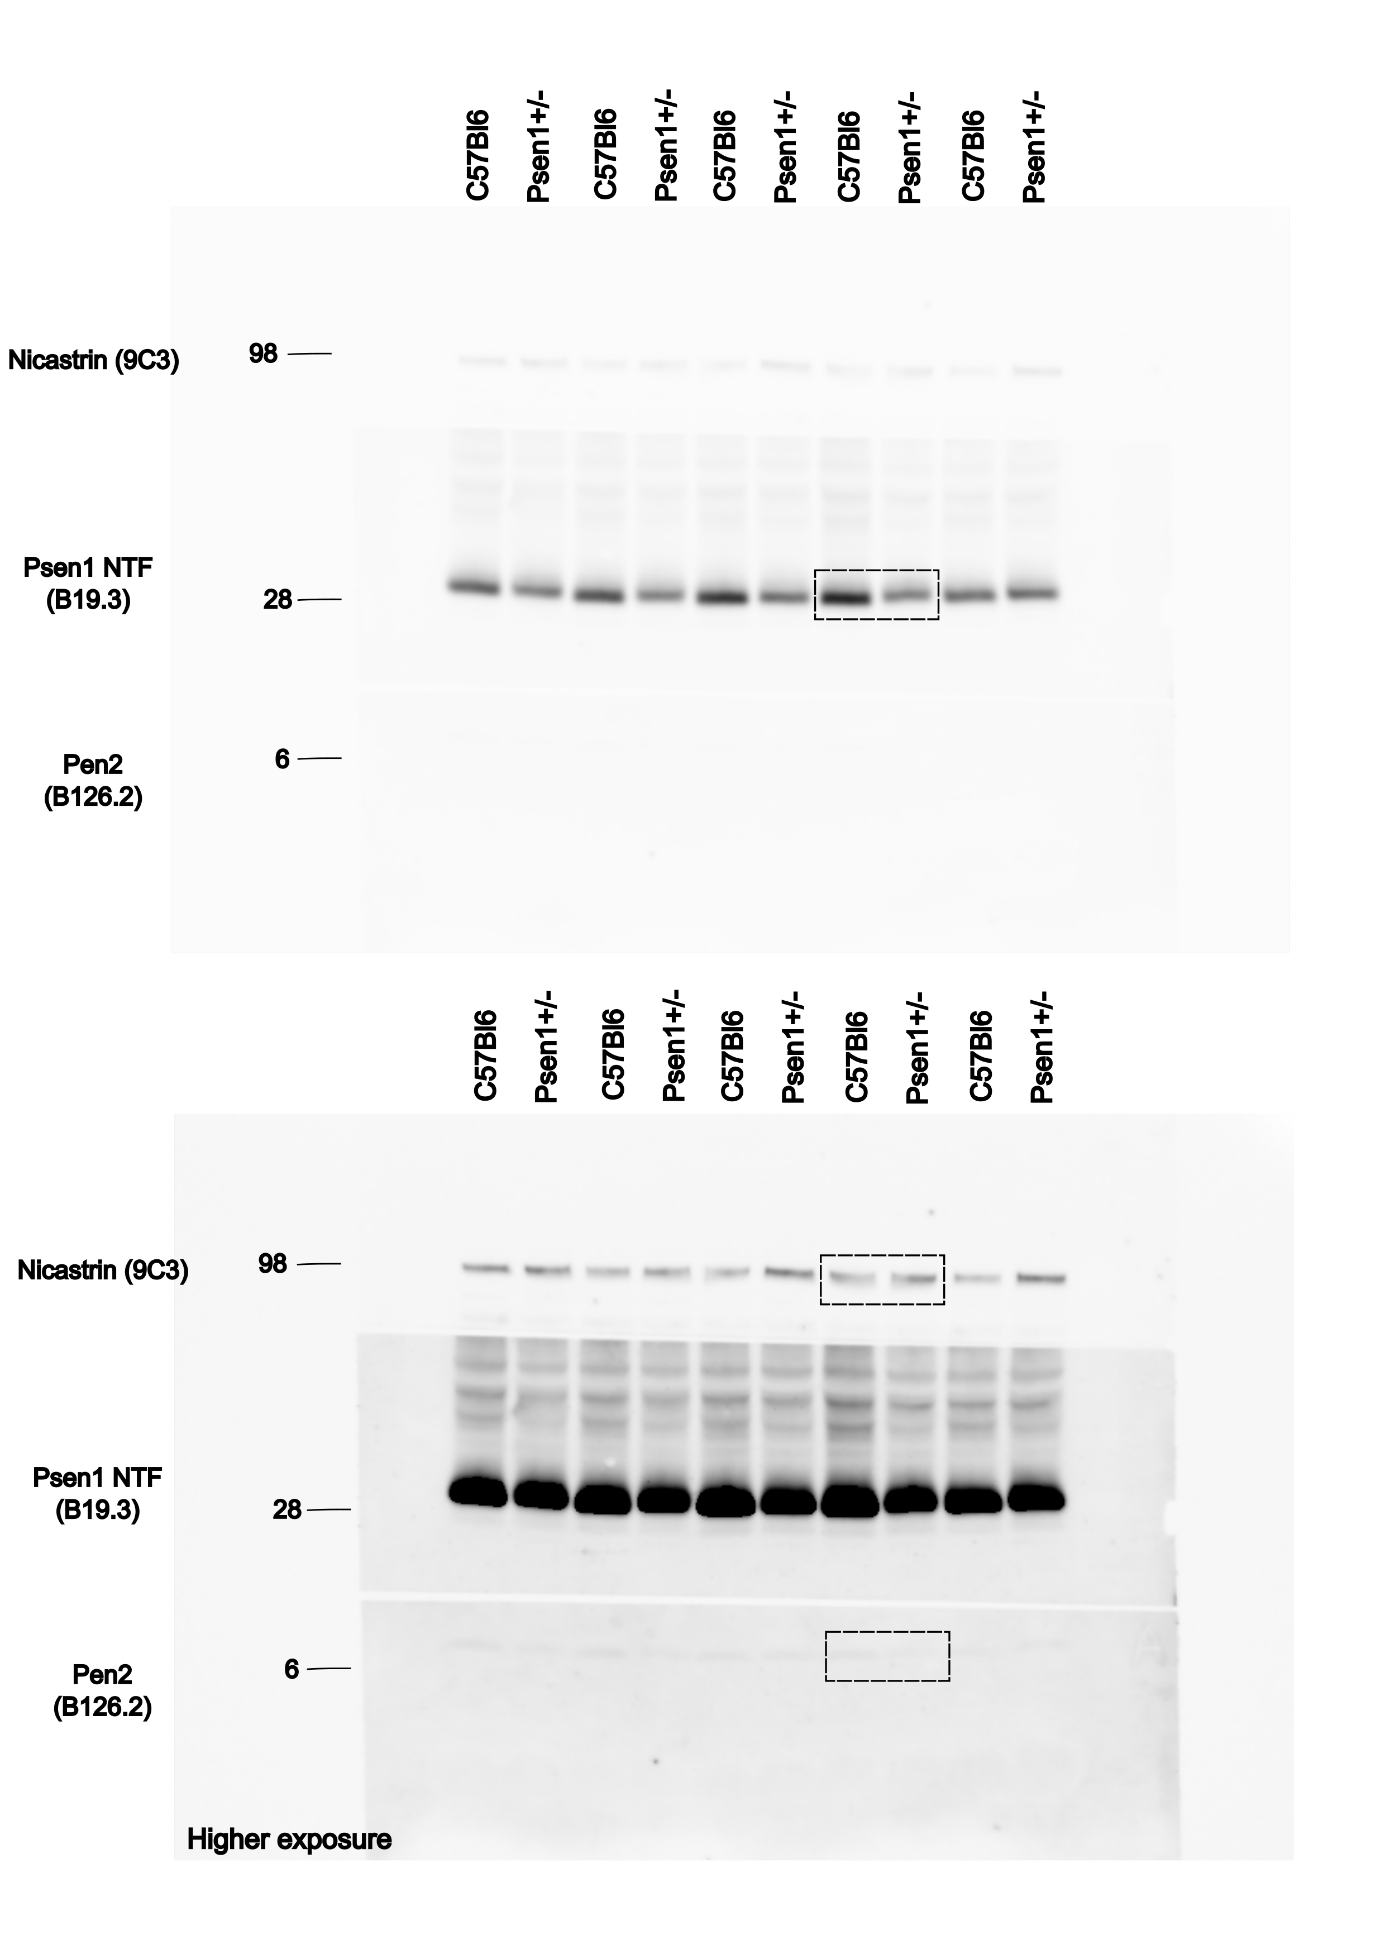 C57Bl6 Psen1+/- C57Bl6 Psen1+/- C57Bl6 Psen1+/- C57Bl6 Psen1+/- C57Bl6 Psen1+/-
Nicastrin (9C3) 98
Psen1 NTF
(B19.3) 28
6
Pen2
(B126.2)
C57Bl6 Psen1+/- C57Bl6 Psen1+/- C57Bl6 Psen1+/- C57Bl6 Psen1+/- C57Bl6 Psen1+/-
Nicastrin (9C3) 98
Psen1 NTF
(B19.3) 28
6
Pen2
(B126.2)
Higher exposure